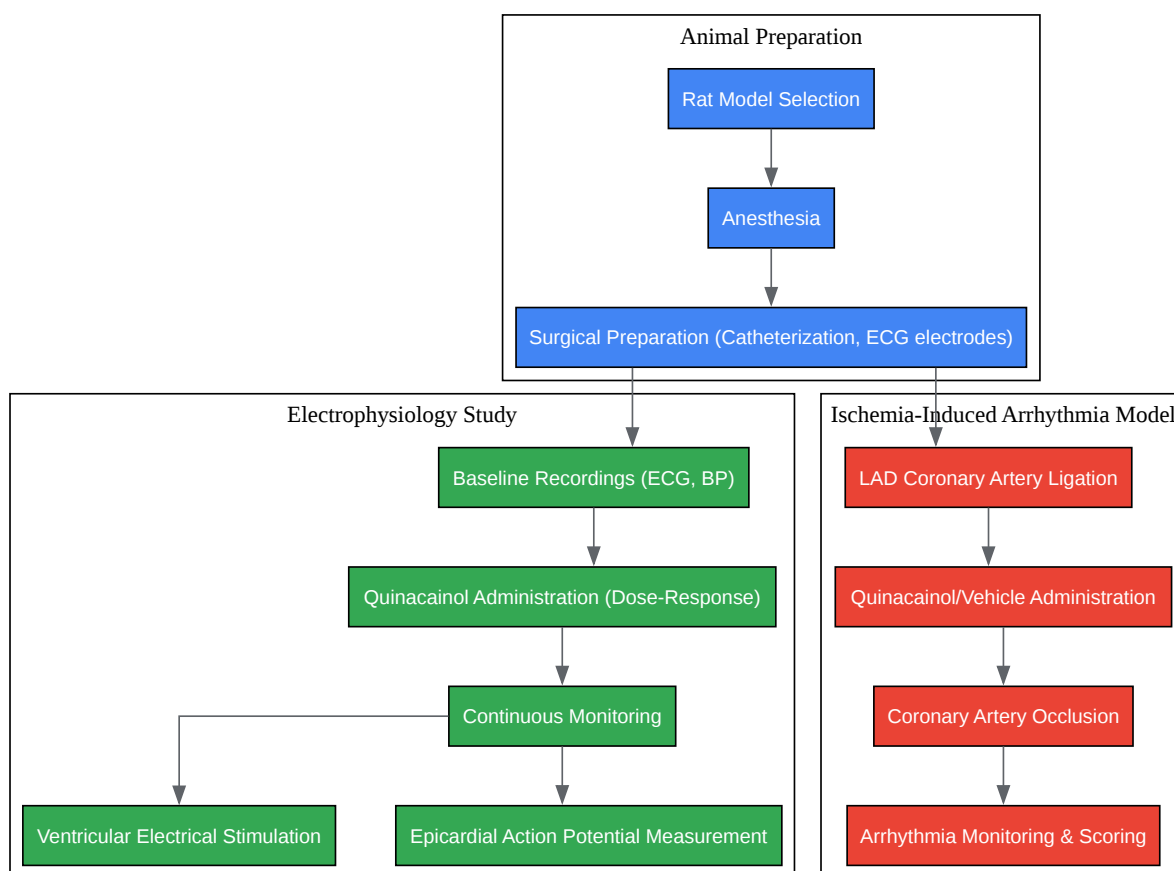 Animal Preparation
Rat Model Selection
Anesthesia
Surgical Preparation (Catheterization, ECG electrodes)
Electrophysiology Study
Baseline Recordings (ECG, BP)
Quinacainol Administration (Dose-Response)
Continuous Monitoring
Ventricular Electrical Stimulation
Epicardial Action Potential Measurement
Ischemia-Induced Arrhythmia Model
LAD Coronary Artery Ligation
Quinacainol/Vehicle Administration
Coronary Artery Occlusion
Arrhythmia Monitoring & Scoring